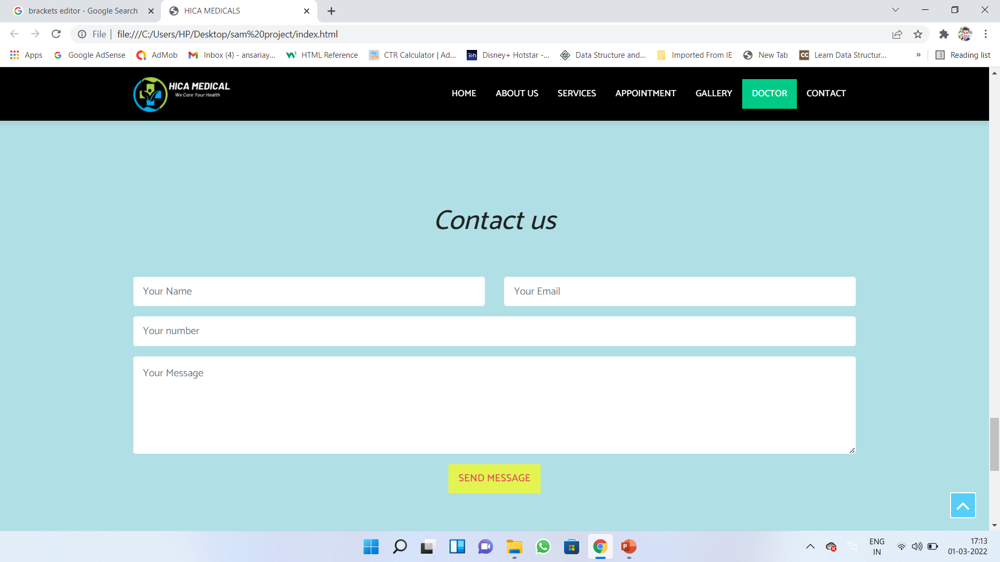 brackets editor - Google Search
HICA MEDICALS
File
file:///C:/Users/HP/Desktop/sam%20project/index.html
Apps
Google AdSense
AdMob
Inbox (4) - ansariay...
HTML Reference
CTR Calculator | Ad...
Disney+ Hotstar -...
Data Structure and...
Imported From IE
New Tab
Learn Data Structur...
»
Reading list
HICA MEDICAL
We Care Your Health
HOME
ABOUT US
SERVICES
APPOINTMENT
GALLERY
DOCTOR
CONTACT
Contact us
Your Name
Your Email
Your number
Your Message
SEND MESSAGE
ENG
IN
17:13
01-03-2022